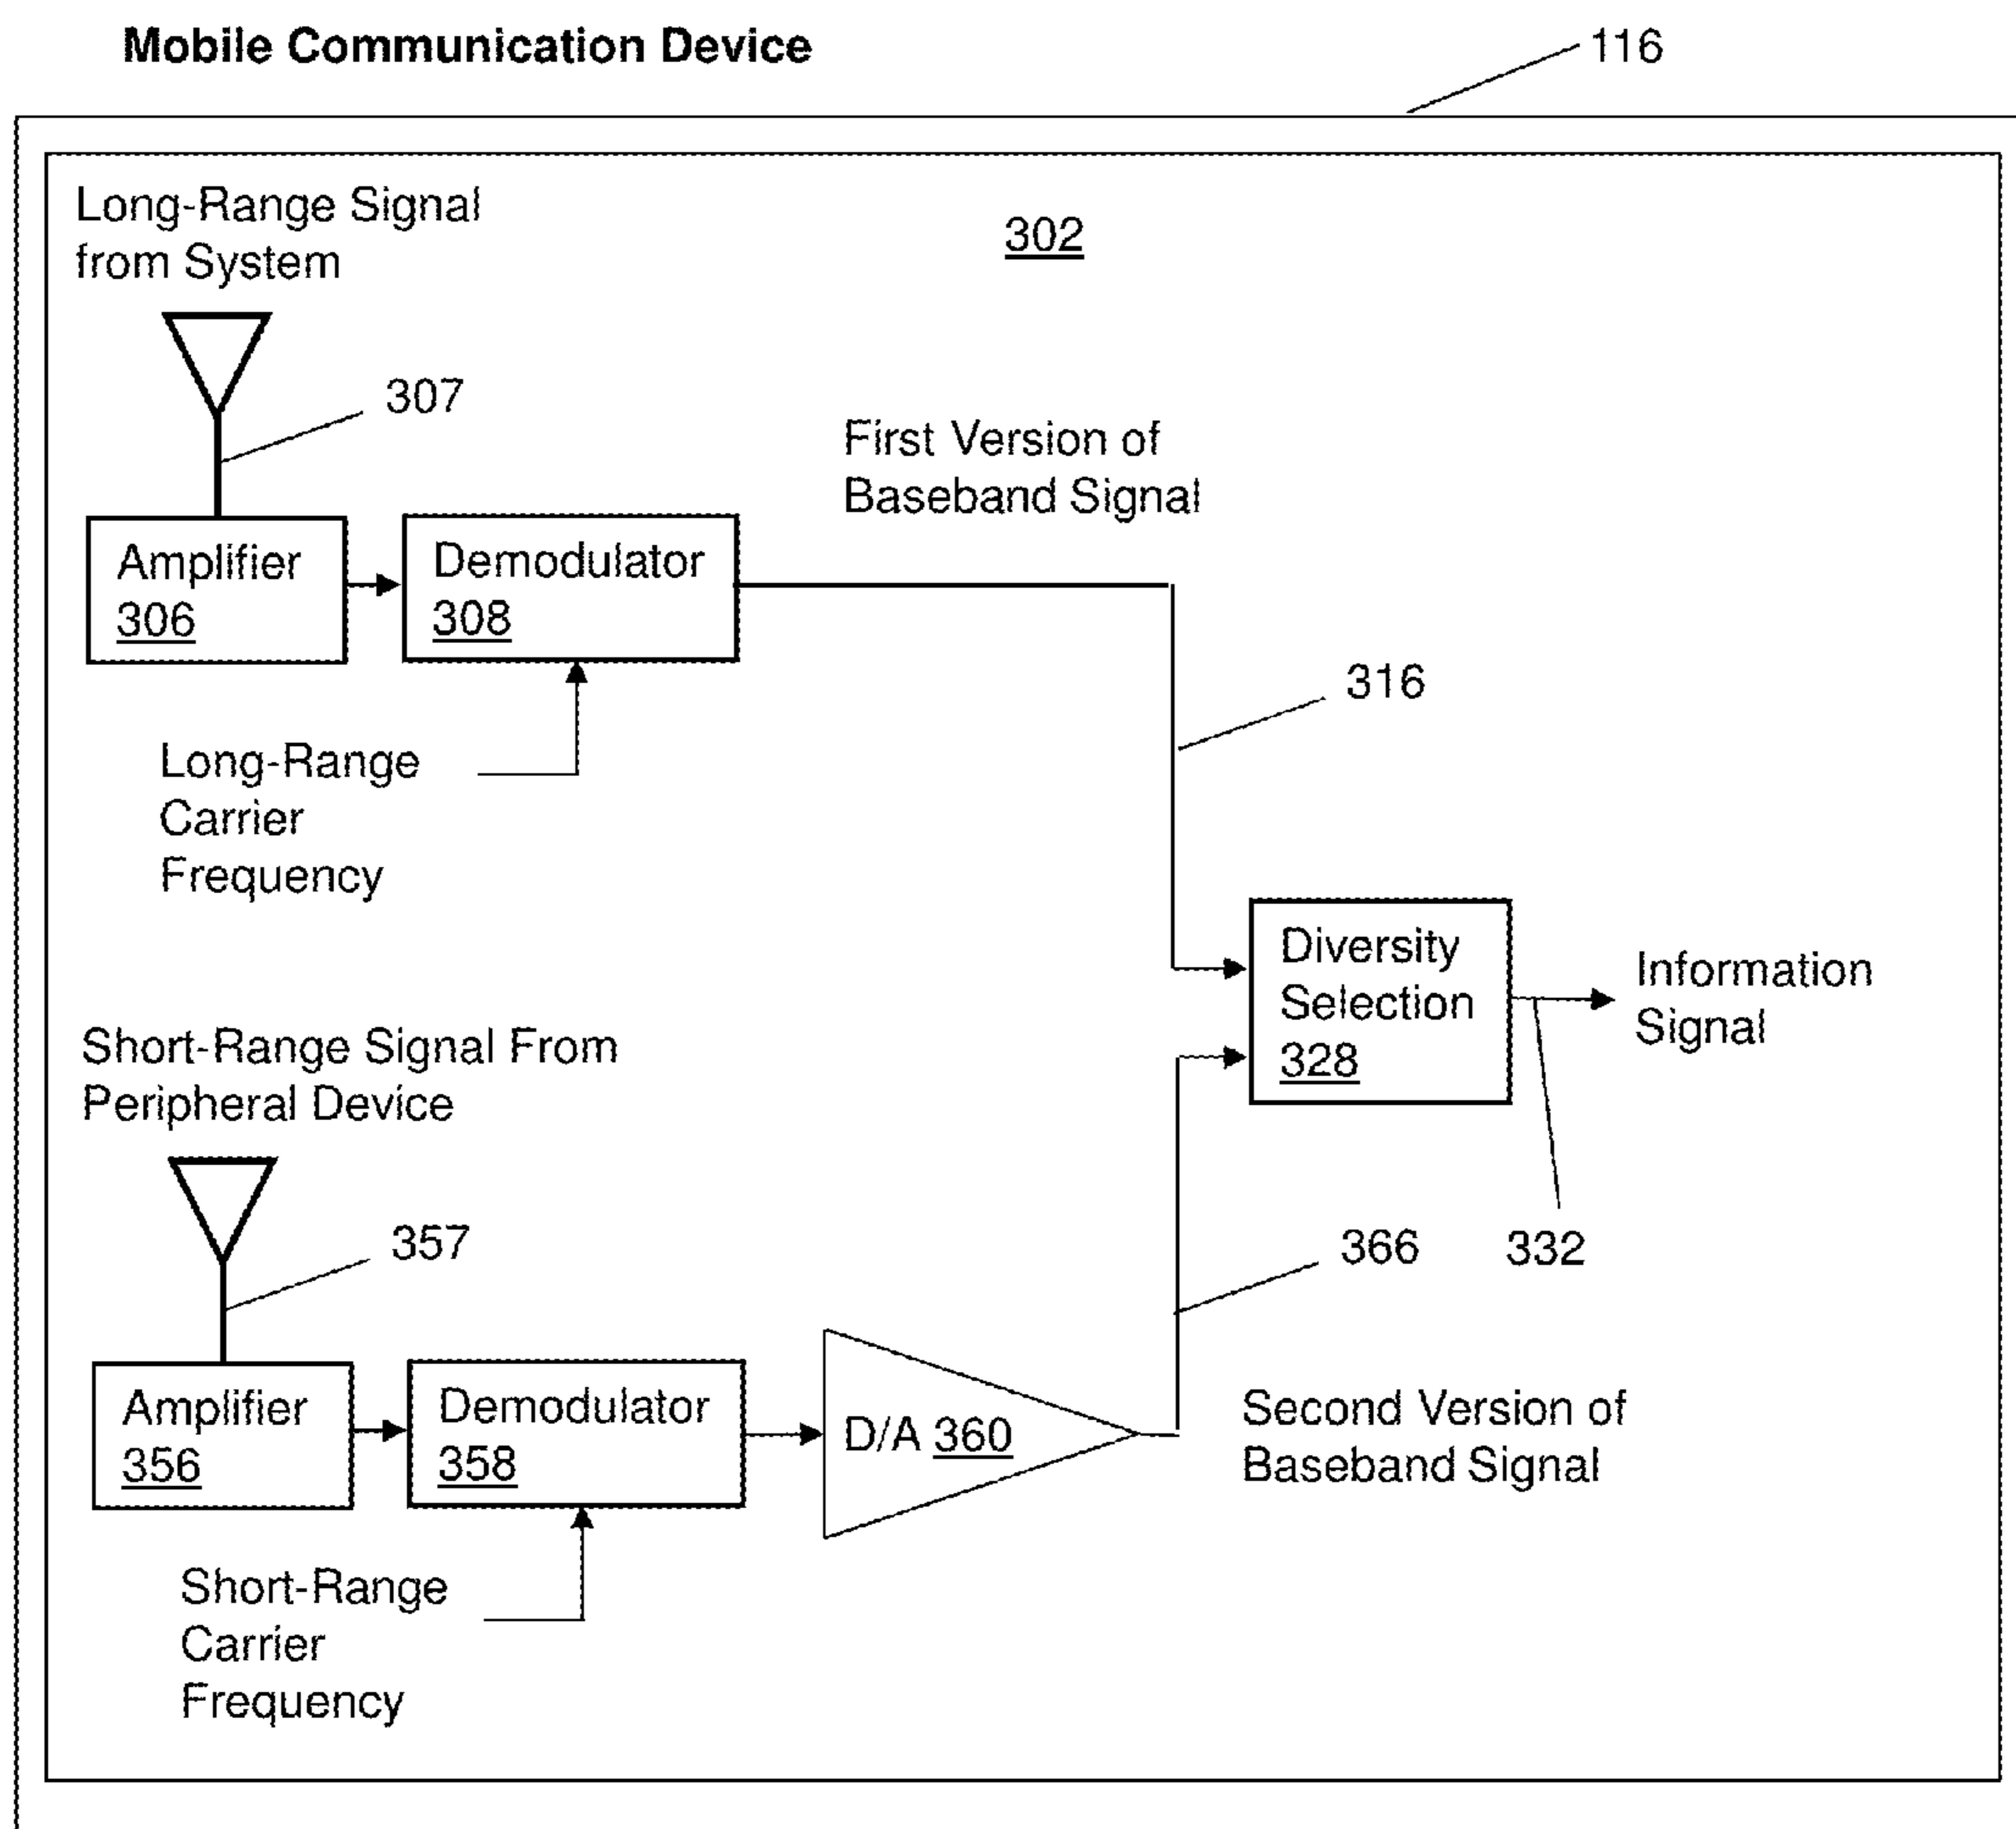 Mobile Communication Device
116
Long-Range Signal
from System
302
307
First Version of
Baseband Signal
Amplifier
306
Demodulator
308
316
Long-Range
Carrier
Frequency
Diversity
Selection
328
Information
Signal
Short-Range Signal From
Peripheral Device
357
366
332
Amplifier
356
Demodulator
358
D/A 360
Second Version of
Baseband Signal
Short-Range
Carrier
Frequency